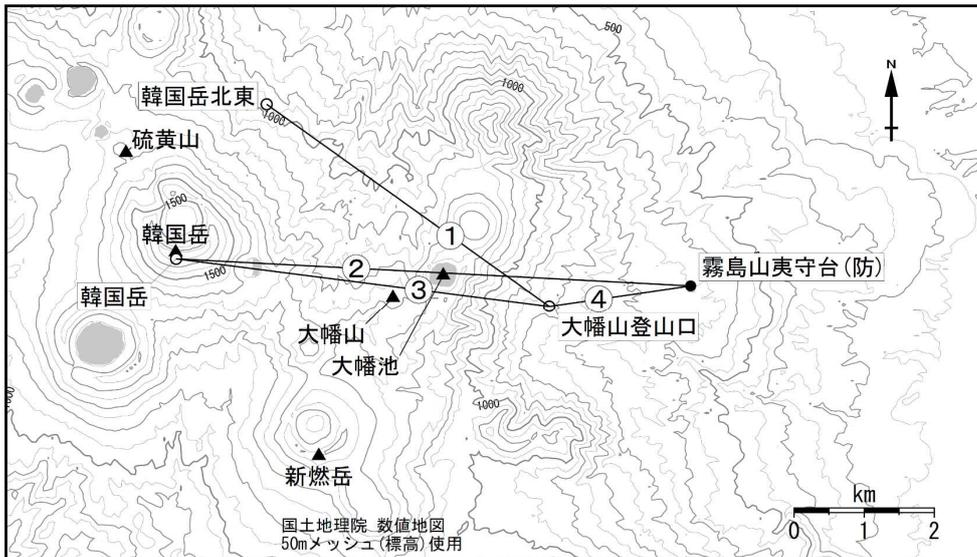 500
1000
N
韓国岳北東
1000
硫黄山
1500
韓国岳
①
霧島山夷守台(防)
②
1500
③
④
韓国岳
大幡山登山口
大幡山
大幡池
1000
1000
km
新燃岳
0 1 2
国土地理院 数値地図
50mメッシュ(標高)使用